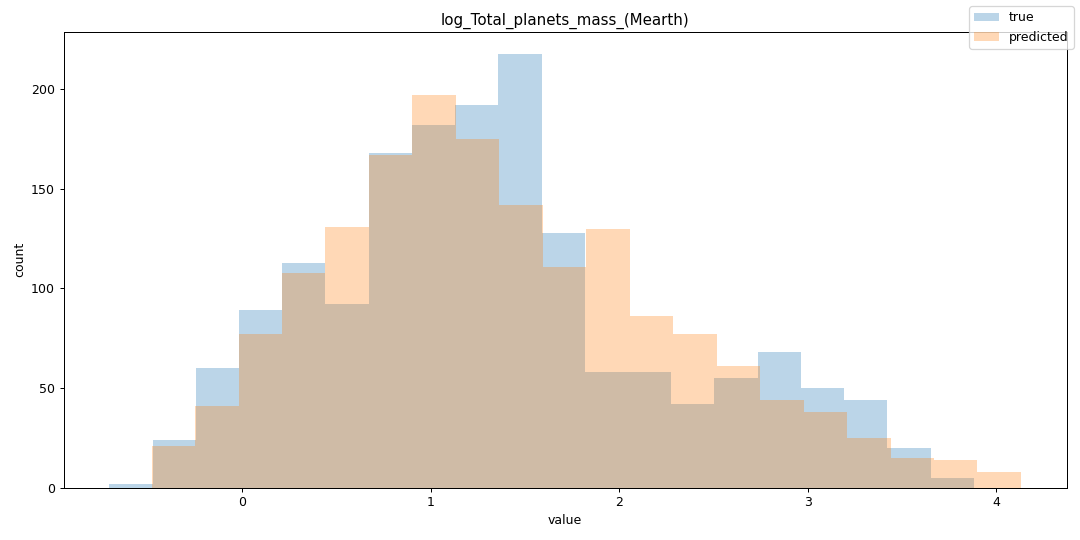 log_Total_planets_mass_(Mearth)
true
predicted
200
150
100
50
0
count
0 1 2 3 4
value